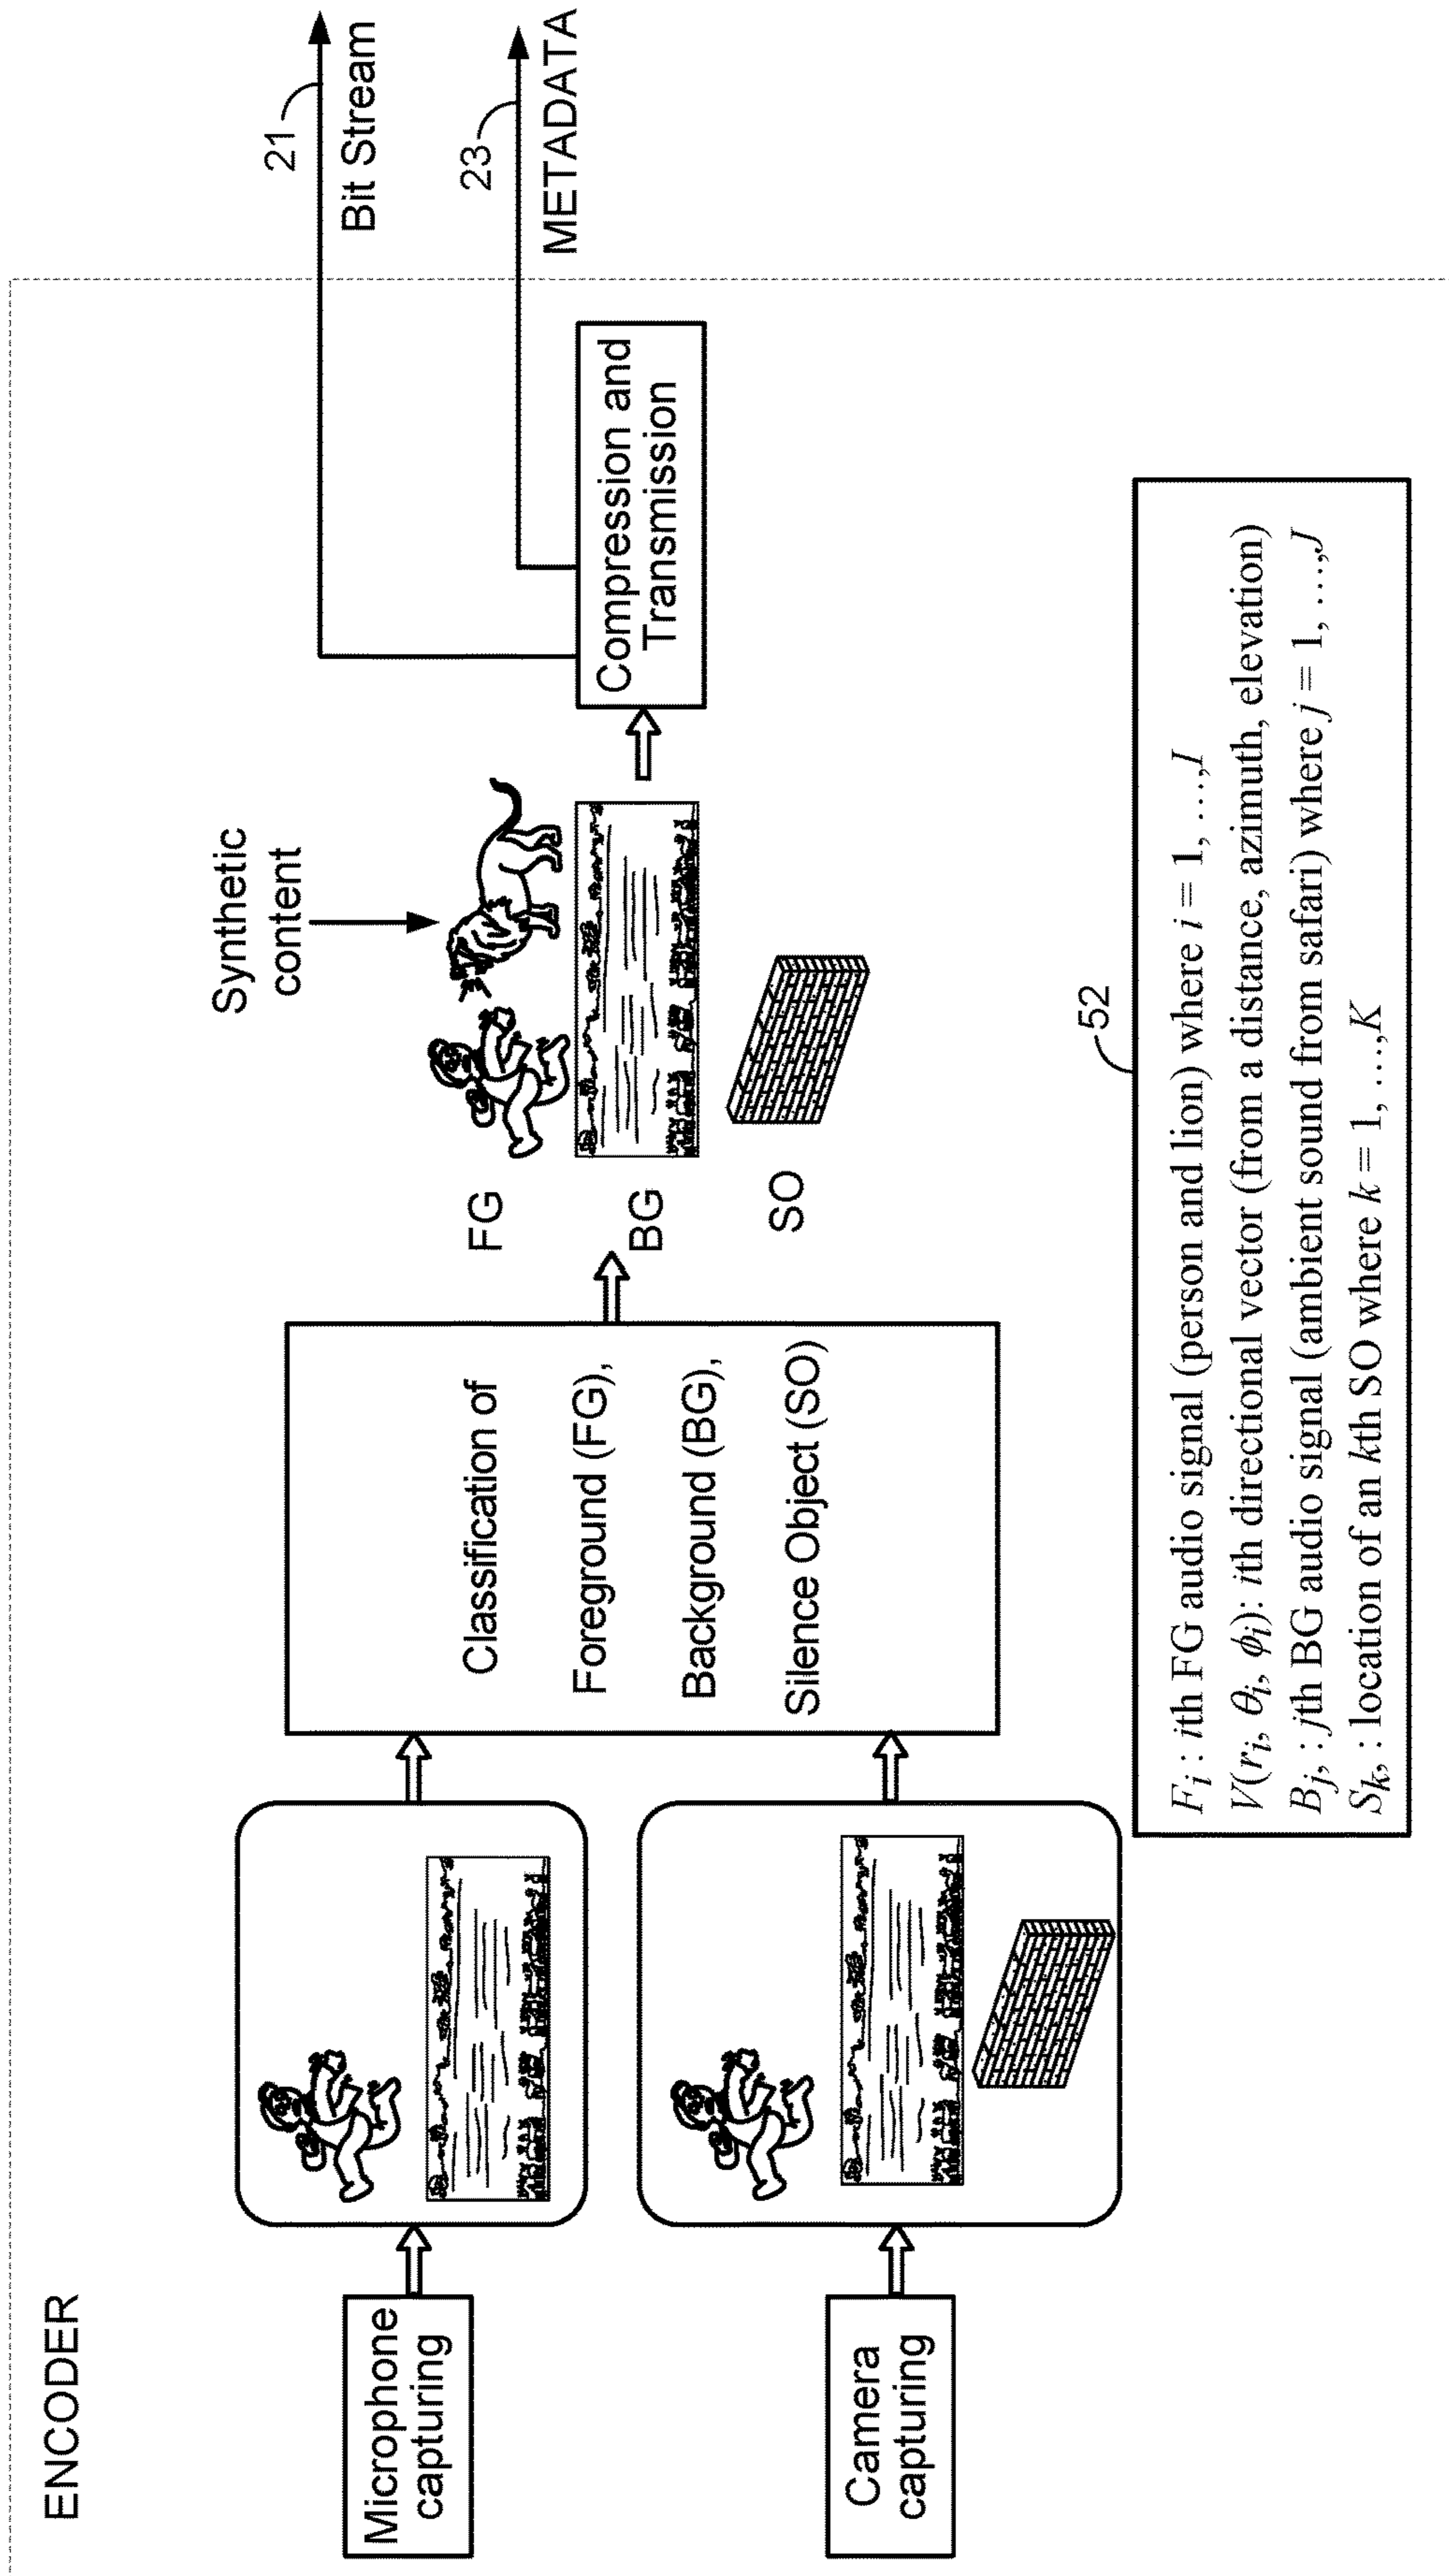 ENCODER
Microphone
capturing
Camera
capturing
Classification of
Foreground (FG),
Background (BG),
Silence Object (SO)
Synthetic
content
FG
BG
SO
Compression and
Transmission
21
Bit Stream
23
METADATA
52
F_i : ith FG audio signal (person and lion) where i = 1, …,I
V(r_i, θ_i, ϕ_i): ith directional vector (from a distance, azimuth, elevation)
B_j, : jth BG audio signal (ambient sound from safari) where j = 1, …,J
S_k, : location of an kth SO where k = 1, …,K